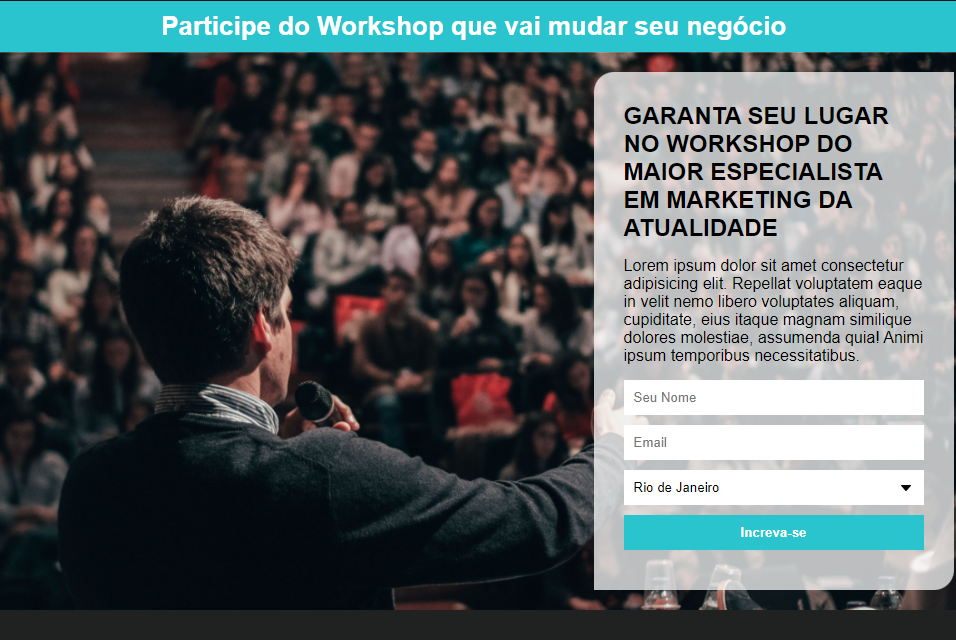 Participe do Workshop que vai mudar seu negócio
GARANTA SEU LUGAR
NO WORKSHOP DO
MAIOR ESPECIALISTA
EM MARKETING DA
ATUALIDADE
Lorem ipsum dolor sit amet consectetur
adipisicing elit. Repellat voluptatem eaque
in velit nemo libero voluptates aliquam,
cupiditate, eius itaque magnam similique
dolores molestiae, assumenda quia! Animi
ipsum temporibus necessitatibus.
Seu Nome
Email
Rio de Janeiro
Increva-se